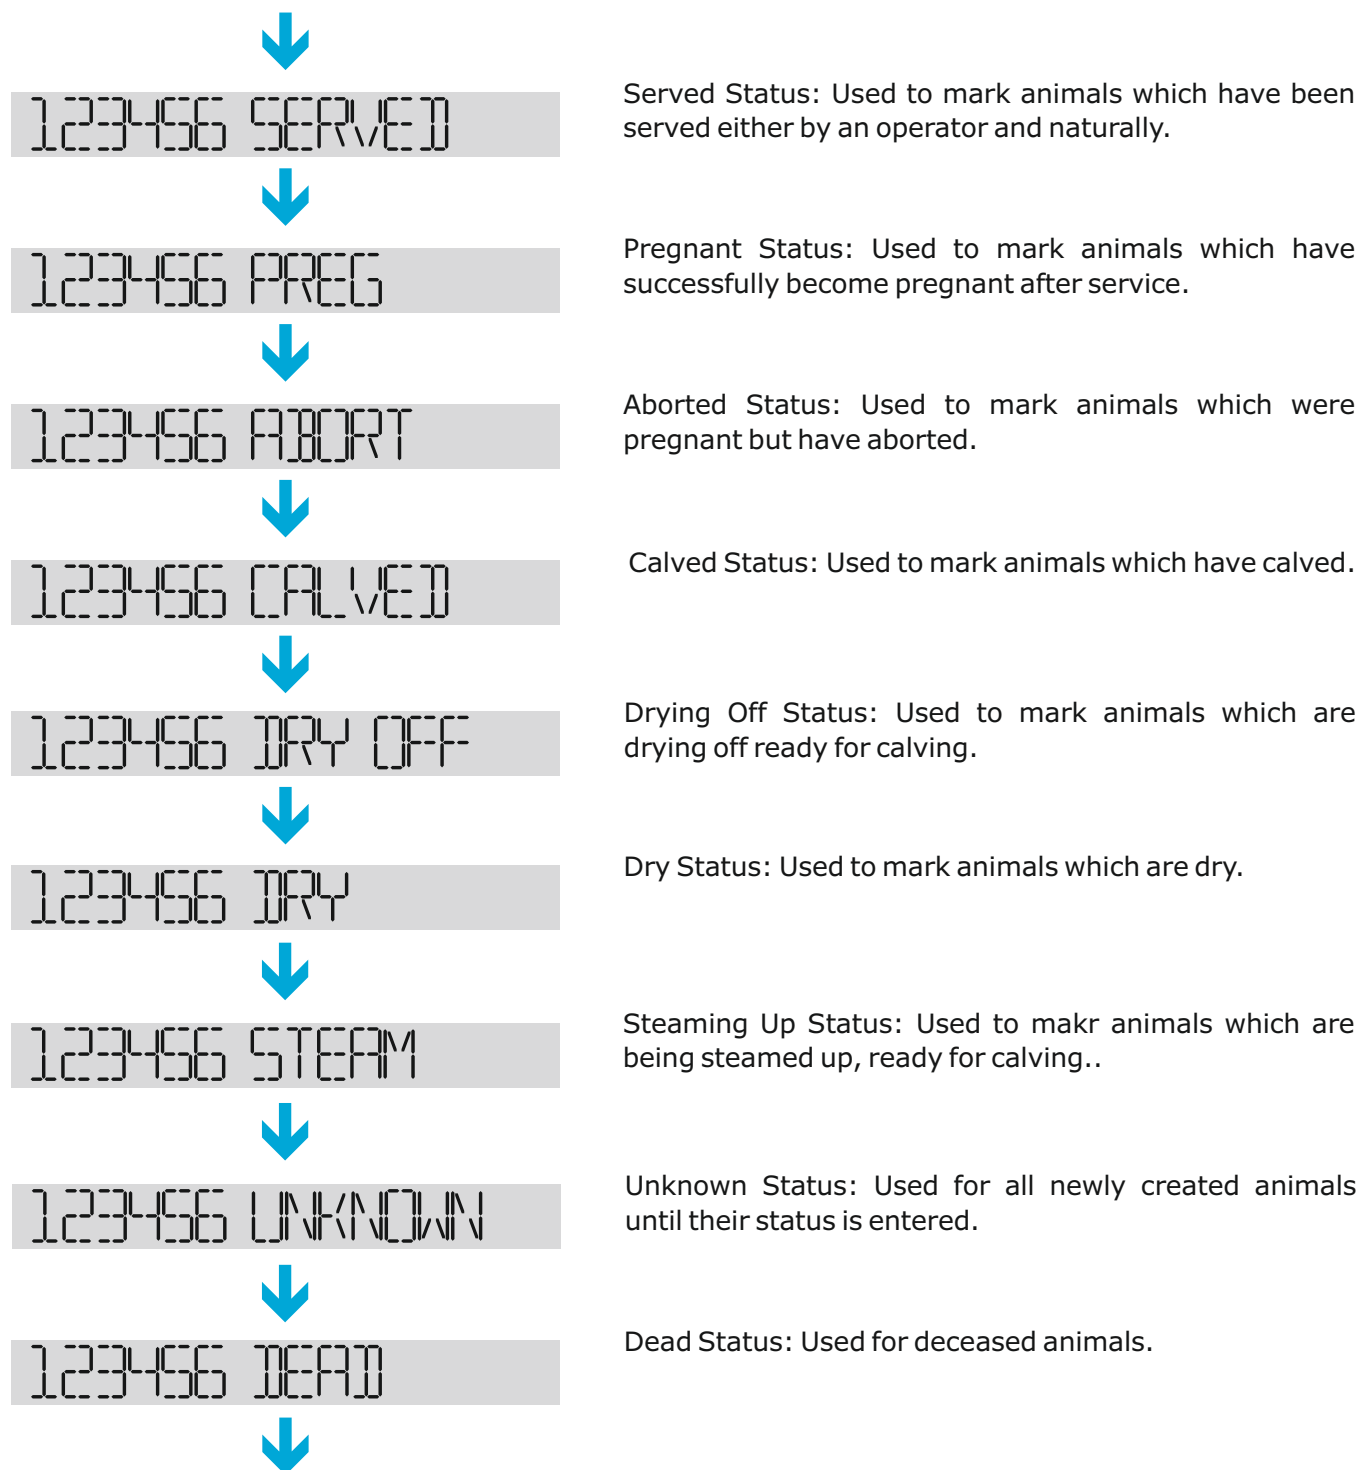 123456 SERVED
Served Status: Used to mark animals which have been
served either by an operator and naturally.
123456 PREG
Pregnant Status: Used to mark animals which have
successfully become pregnant after service.
123456 ABORT
Aborted Status: Used to mark animals which were
pregnant but have aborted.
123456 CALVED
Calved Status: Used to mark animals which have calved.
123456 DRY OFF
Drying Off Status: Used to mark animals which are
drying off ready for calving.
123456 DRY
Dry Status: Used to mark animals which are dry.
123456 STEAM
Steaming Up Status: Used to makr animals which are
being steamed up, ready for calving..
123456 UNKNOWN
Unknown Status: Used for all newly created animals
until their status is entered.
123456 DEAD
Dead Status: Used for deceased animals.